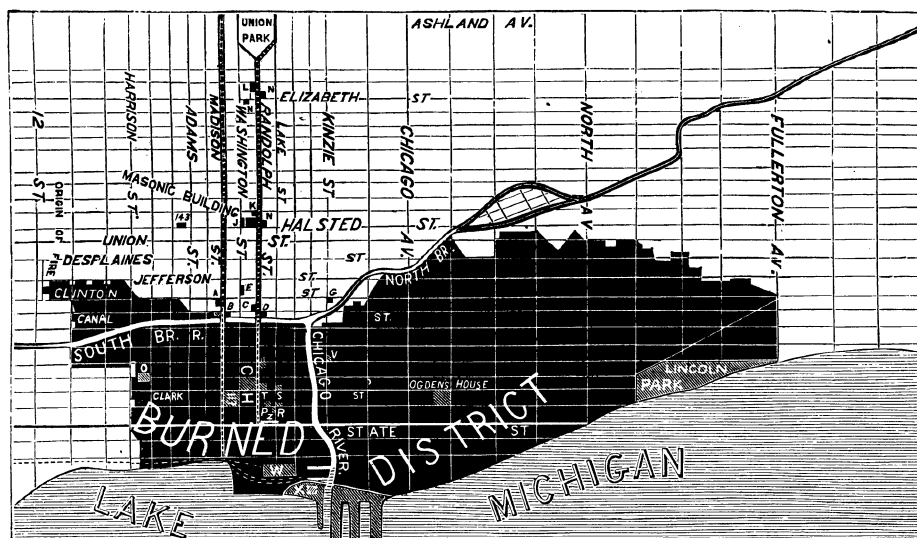 UNION
PARK
ASHLAND AV.
L
N
M
ELIZABETH ST
HARRISON ST.
12 ST.
ADAMS ST.
MADISON ST.
WASHINGTON ST
RANDOLPH ST.
LAKE ST.
KINZIE ST
CHICAGO AV.
NORTH AV.
FULLERTON AV.
MASONIC BUILDING
K
J
N
143
HALSTED ST.
ORIGIN OF FIRE
UNION ST
DESPLAINES ST.
JEFFERSON ST
NORTH BR.
CLINTON
A
B
E
C
D
G
CANAL ST.
SOUTH BR. R.
CHICAGO RIVER
V
O
C
H
CLARK ST
T
S
P
Z
R
OGDENS HOUSE
LINCOLN
PARK
STATE ST
BURNED DISTRICT
W
X
LAKE MICHIGAN